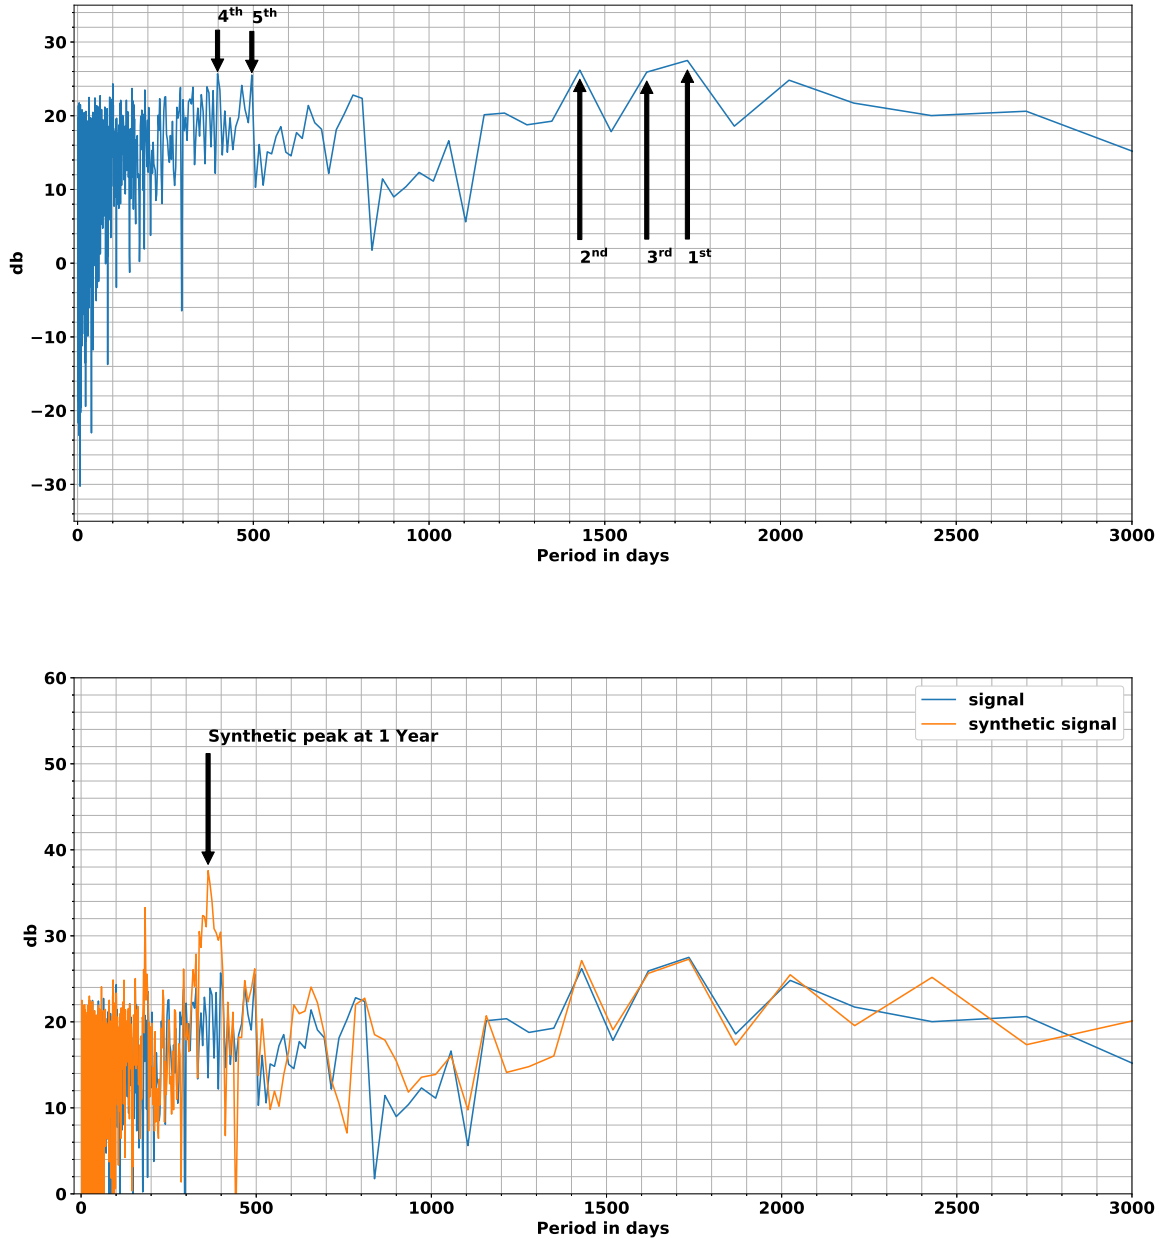 4th 5th
30
20
10
0
−10
−20
−30
db
2nd 3rd 1st
0 500 1000 1500 2000 2500 3000
Period in days
60
50
40
30
20
10
0
db
signal
synthetic signal
Synthetic peak at 1 Year
0 500 1000 1500 2000 2500 3000
Period in days